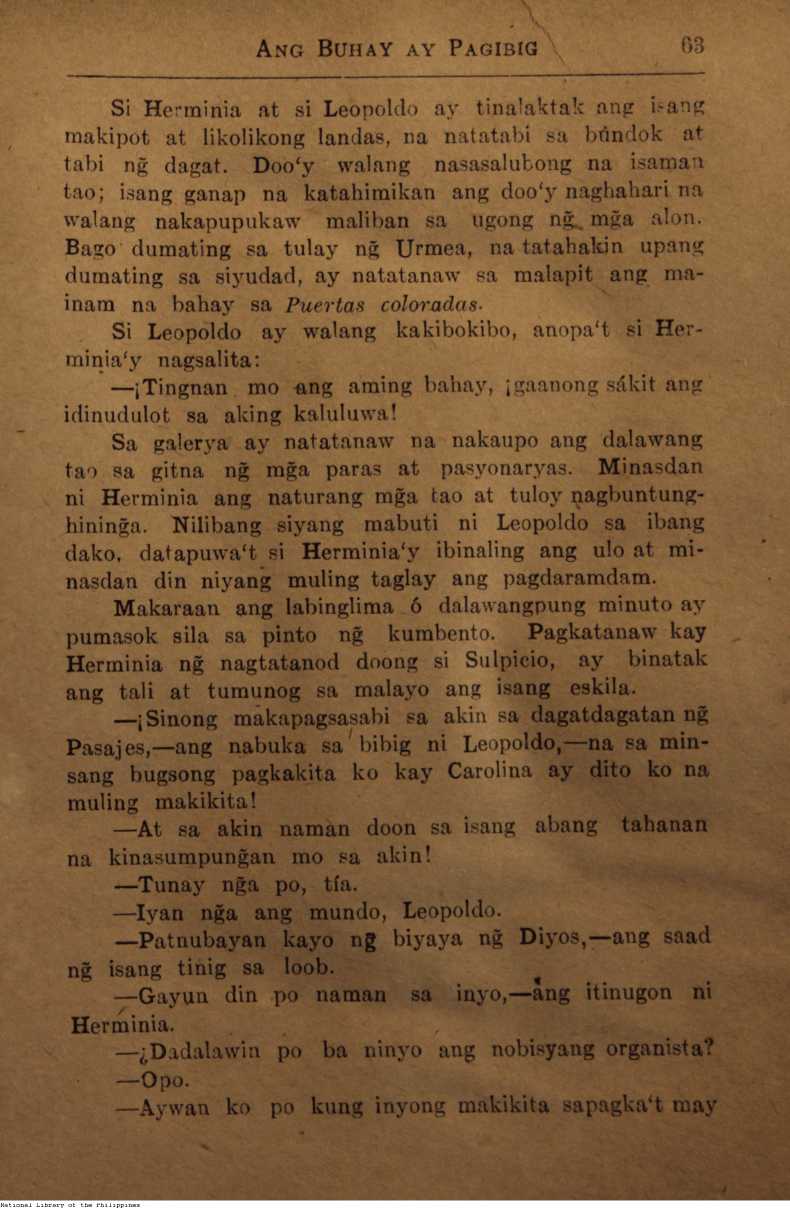 ANG BUHAY AY PAGIBIG 63
Si Herminia at si Leopoldo ay tinalaktak ang isang
makipot at likolikong landas, na natatabi sa búndok at
tabi ng̃ dagat. Doo‘y walang nasasalubong na isaman
tao; isang ganap na katahimikan ang doo‘y naghahari na
walang nakapupukaw maliban sa ugong ng̃ mg̃a alon.
Bago dumating sa tulay ng̃ Urmea, na tatahakin upang
dumating sa siyudad, ay natatanaw sa malapit ang ma-
inam na bahay sa Puertas coloradas.
Si Leopoldo ay walang kakibokibo, anopa‘t si Her-
minia‘y nagsalita:
—¡Tingnan mo ang aming bahay, ¡gaanong sákit ang
idinudulot sa aking kaluluwa!
Sa galerya ay natatanaw na nakaupo ang dalawang
tao sa gitna ng̃ mg̃a paras at pasyonaryas. Minasdan
ni Herminia ang naturang mg̃a tao at tuloy nagbuntung-
hining̃a. Nilibang siyang mabuti ni Leopoldo sa ibang
dako, datapuwa‘t si Herminia‘y ibinaling ang ulo at mi-
nasdan din niyang muling taglay ang pagdaramdam.
Makaraan ang labinglima ó dalawangpung minuto ay
pumasok sila sa pinto ng̃ kumbento. Pagkatanaw kay
Herminia ng̃ nagtatanod doong si Sulpicio, ay binatak
ang tali at tumunog sa malayo ang isang eskila.
—¡Sinong makapagsasabi sa akin sa dagatdagatan ng̃
Pasajes,—ang nabuka sa bibig ni Leopoldo,—na sa min-
sang bugsong pagkakita ko kay Carolina ay dito ko na
muling makikita!
—At sa akin naman doon sa isang abang tahanan
na kinasumpung̃an mo sa akin!
—Tunay ng̃a po, tía.
—Iyan ng̃a ang mundo, Leopoldo.
—Patnubayan kayo ng biyaya ng̃ Diyos,—ang saad
ng̃ isang tinig sa loob.
—Gayun din po naman sa inyo,—ang itinugon ni
Herminia.
—¿Dadalawin po ba ninyo ang nobisyang organista?
—Opo.
—Aywan ko po kung inyong makikita sapagka‘t may
National Library of the Philippines